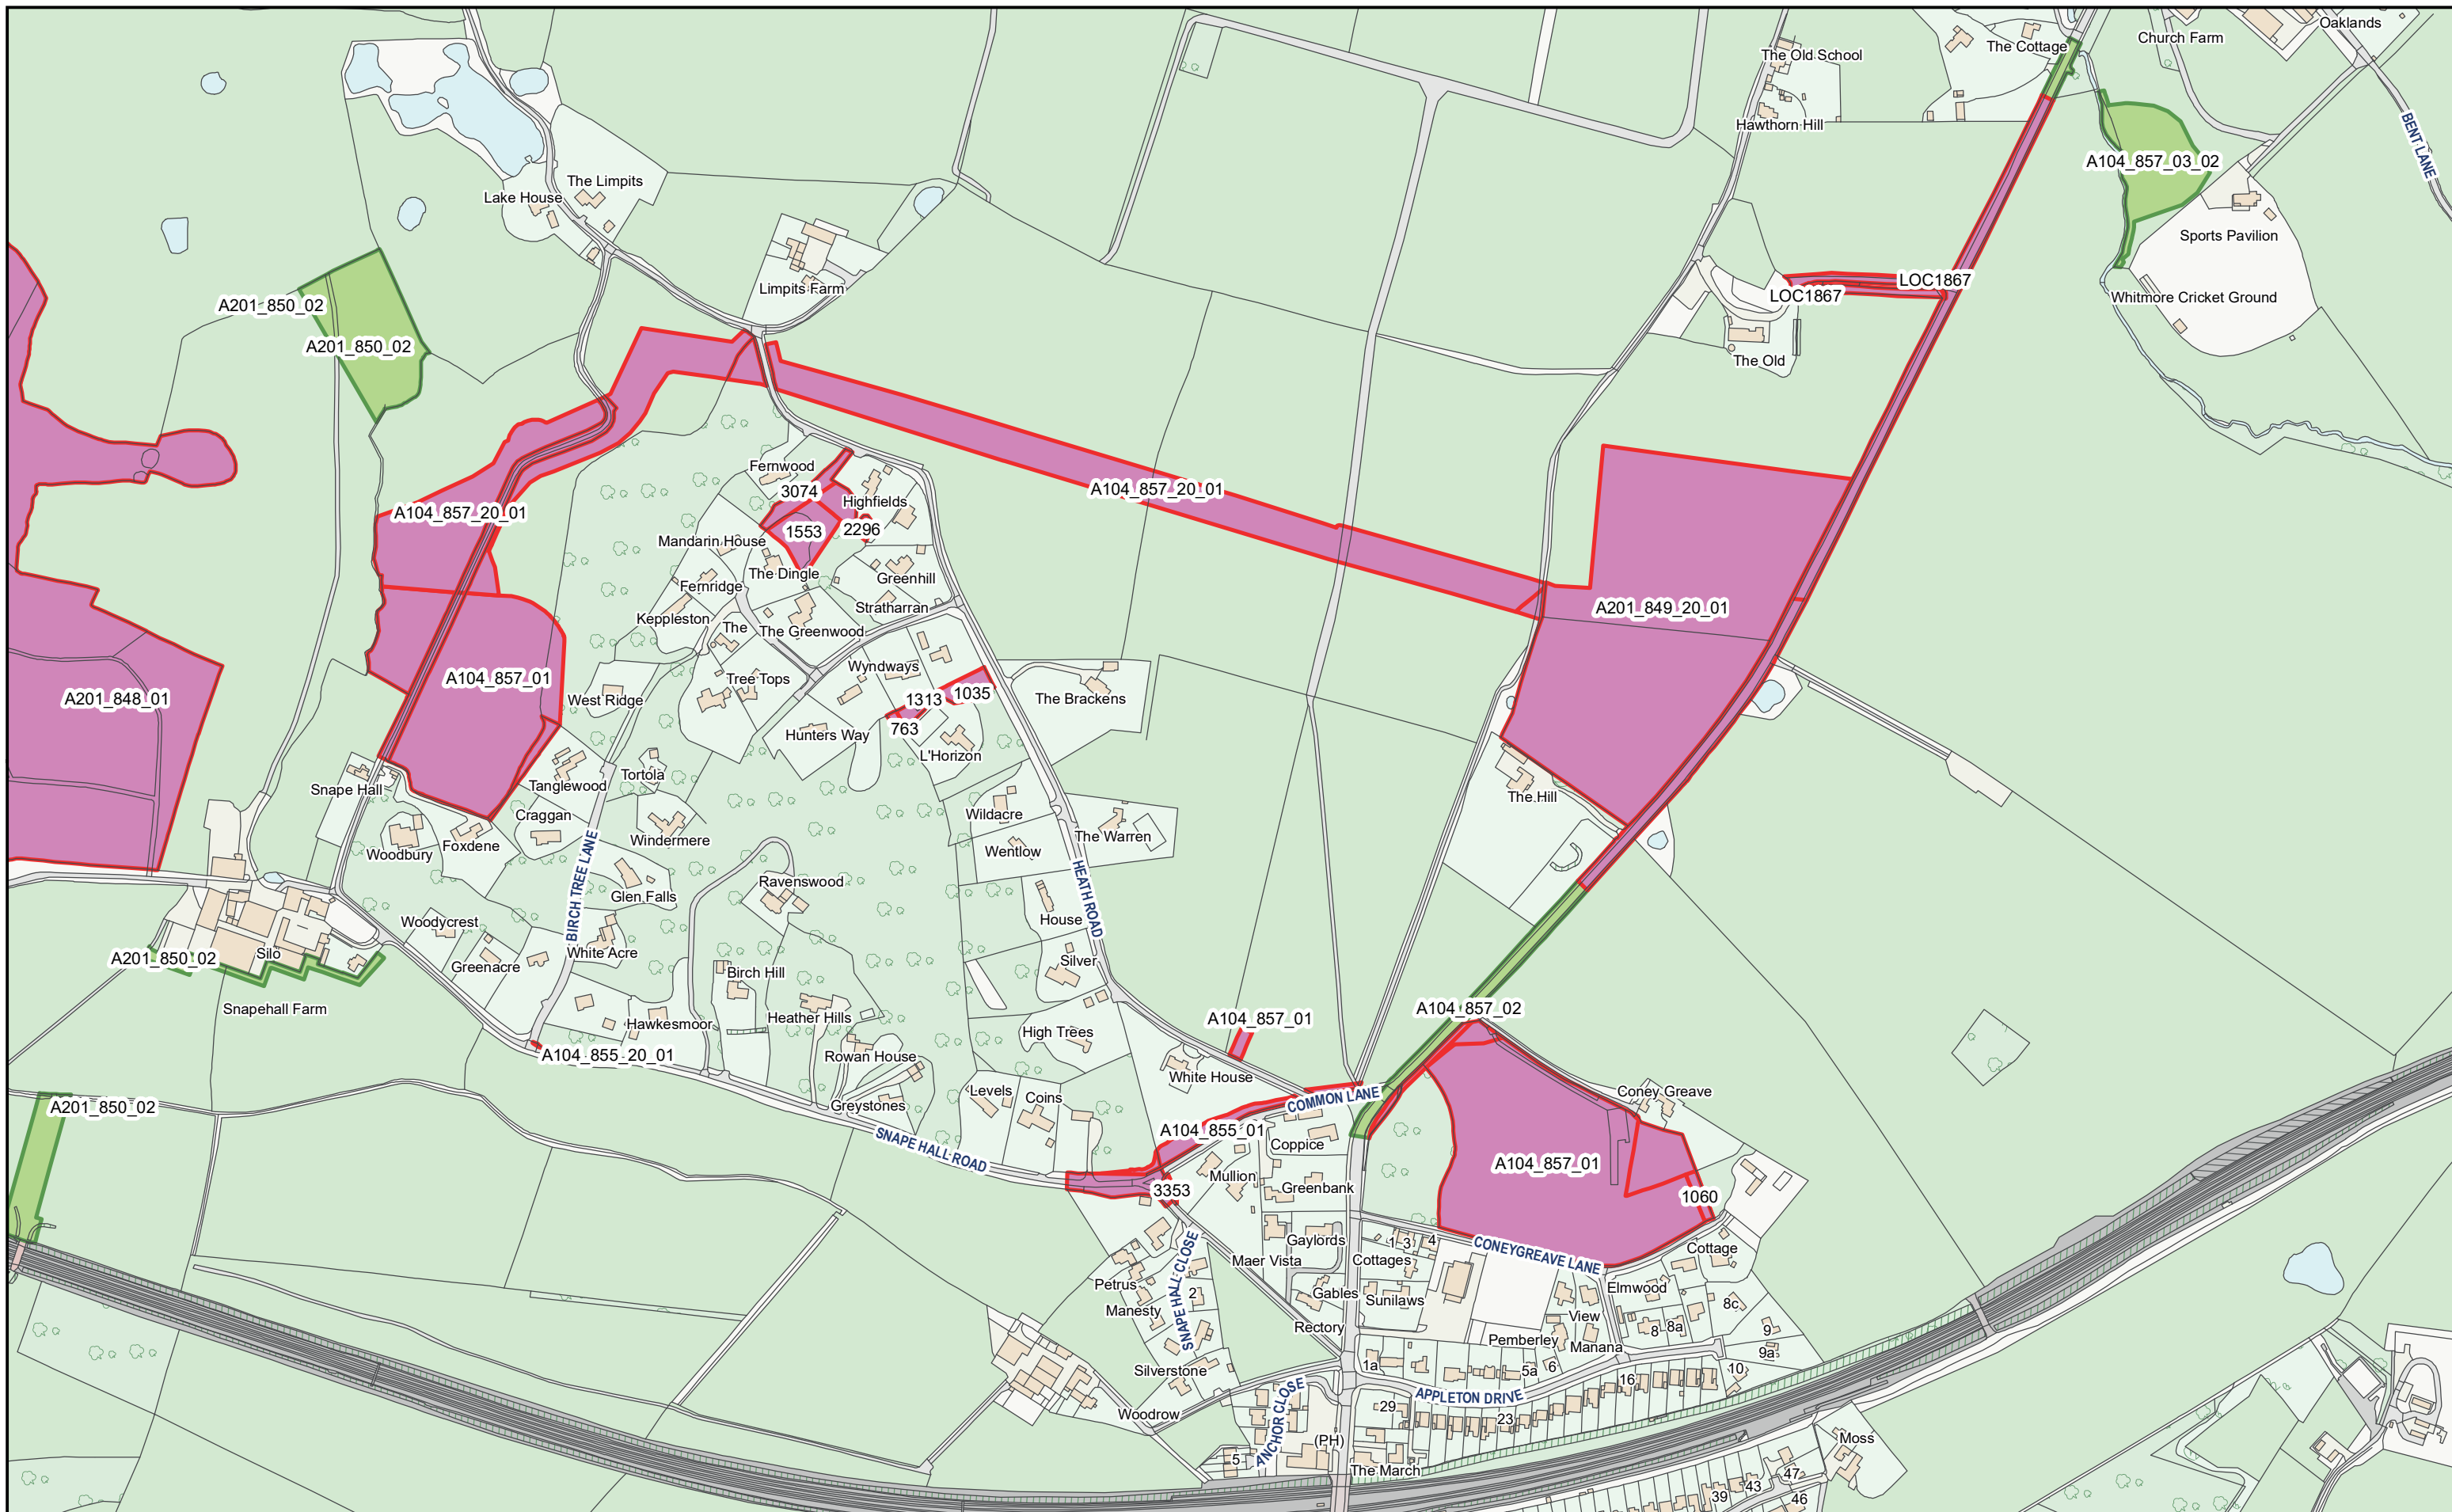 Oaklands
Church Farm
The Cottage
The Old School
Hawthorn Hill
BENT LANE
A104_857_03_02
The Limpits
Lake House
Sports Pavilion
Limpits Farm
LOC1867
LOC1867
Whitmore Cricket Ground
A201_850_02
A201_850_02
The Old
Fernwood
3074
A104_857_20_01
Highfields
A104_857_20_01
1553
2296
Mandarin House
The Dingle
Greenhill
Fernridge
Stratharran
A201_849_20_01
Keppleston
The
The Greenwood
Wyndways
A104_857_01
Tree Tops
1035
The Brackens
A201_848_01
West Ridge
1313
763
Hunters Way
L'Horizon
Tortola
Snape Hall
Tanglewood
The Hill
Craggan
Wildacre
Windermere
The Warren
Foxdene
Woodbury
Wentlow
BIRCH TREE LANE
Ravenswood
HEATH ROAD
Glen Falls
House
Woodycrest
White Acre
Silo
A201_850_02
Greenacre
Silver
Birch Hill
Snapehall Farm
A104_857_02
Heather Hills
A104_857_01
Hawkesmoor
High Trees
A104_855_20_01
Rowan House
White House
Levels
Coins
COMMON LANE
Coney Greave
A201_850_02
Greystones
A104_855_01
SNAPE HALL ROAD
Coppice
A104_857_01
Mullion
3353
Greenbank
1060
Gaylords
1
3
4
CONEYGREAVE LANE
Cottage
Maer Vista
Cottages
SNAPE HALL CLOSE
Petrus
2
Gables
Sunilaws
Elmwood
Manesty
8c
View
Rectory
8
8a
9
Pemberley
Manana
9a
Silverstone
1a
5a
6
10
16
APPLETON DRIVE
ANCHOR CLOSE
Woodrow
29
23
(PH)
Moss
5
The March
47
43
39
46